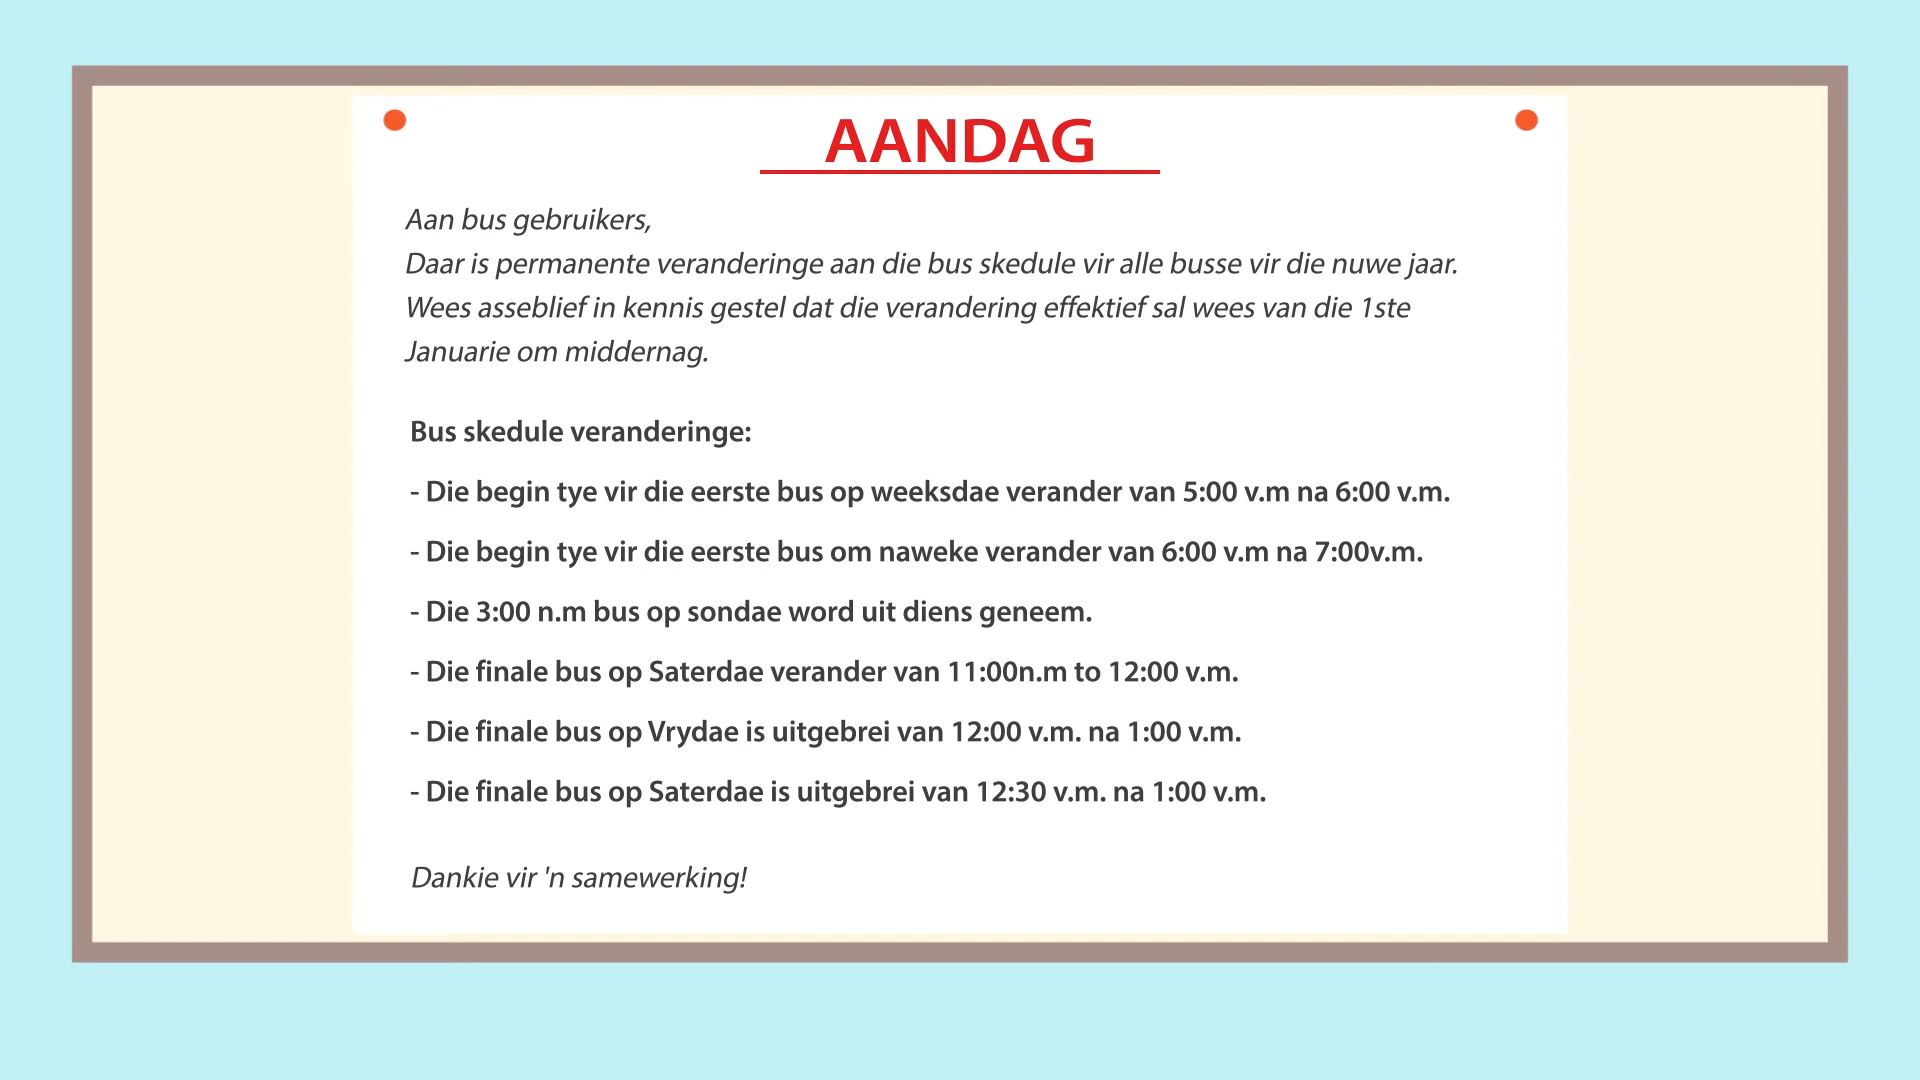 AANDAG
Aan bus gebruikers,
Daar is permanente veranderinge aan die bus skedule vir alle busse vir die nuwe jaar.
Wees asseblief in kennis gestel dat die verandering effektief sal wees van die 1ste
Januarie om middernag.
Bus skedule veranderinge:
- Die begin tye vir die eerste bus op weeksdae verander van 5:00 v.m na 6:00 v.m.
- Die begin tye vir die eerste bus om naweke verander van 6:00 v.m na 7:00v.m.
- Die 3:00 n.m bus op sondae word uit diens geneem.
- Die finale bus op Saterdae verander van 11:00n.m to 12:00 v.m.
- Die finale bus op Vrydae is uitgebrei van 12:00 v.m. na 1:00 v.m.
- Die finale bus op Saterdae is uitgebrei van 12:30 v.m. na 1:00 v.m.
Dankie vir 'n samewerking!